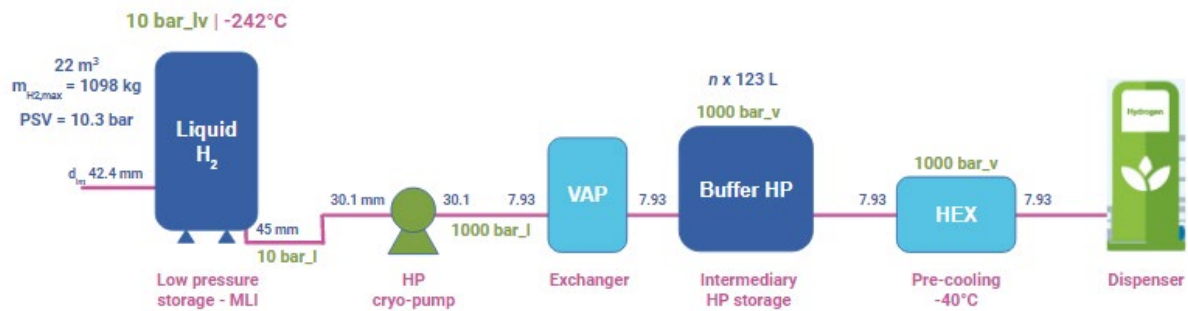 10 bar_lv | -242°C
22 m³
m_H2,max = 1098 kg
PSV = 10.3 bar
Liquid
H₂
d_int 42.4 mm
45 mm
10 bar_l
Low pressure
storage - MLI
30.1 mm
30.1
1000 bar_l
HP
cryo-pump
7.93
VAP
7.93
Exchanger
n x 123 L
1000 bar_v
Buffer HP
Intermediary
HP storage
7.93
1000 bar_v
HEX
7.93
Pre-cooling
-40°C
Hydrogen
Dispenser